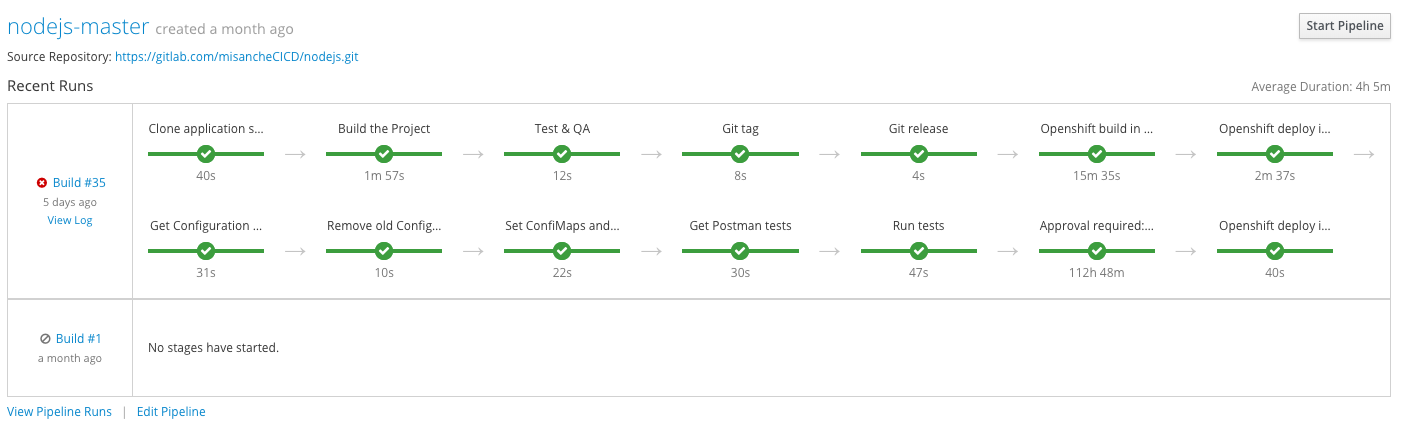 nodejs-master created a month ago
Start Pipeline
Source Repository: https://gitlab.com/misancheCICD/nodejs.git
Recent Runs
Average Duration: 4h 5m
Build #35
5 days ago
View Log
Clone application s...
Build the Project
Test & QA
Git tag
Git release
Openshift build in ...
Openshift deploy i...
40s
1m 57s
12s
8s
4s
15m 35s
2m 37s
Get Configuration ...
Remove old Config...
Set ConfiMaps and...
Get Postman tests
Run tests
Approval required:...
Openshift deploy i...
31s
10s
22s
30s
47s
112h 48m
40s
Build #1
a month ago
No stages have started.
View Pipeline Runs | Edit Pipeline